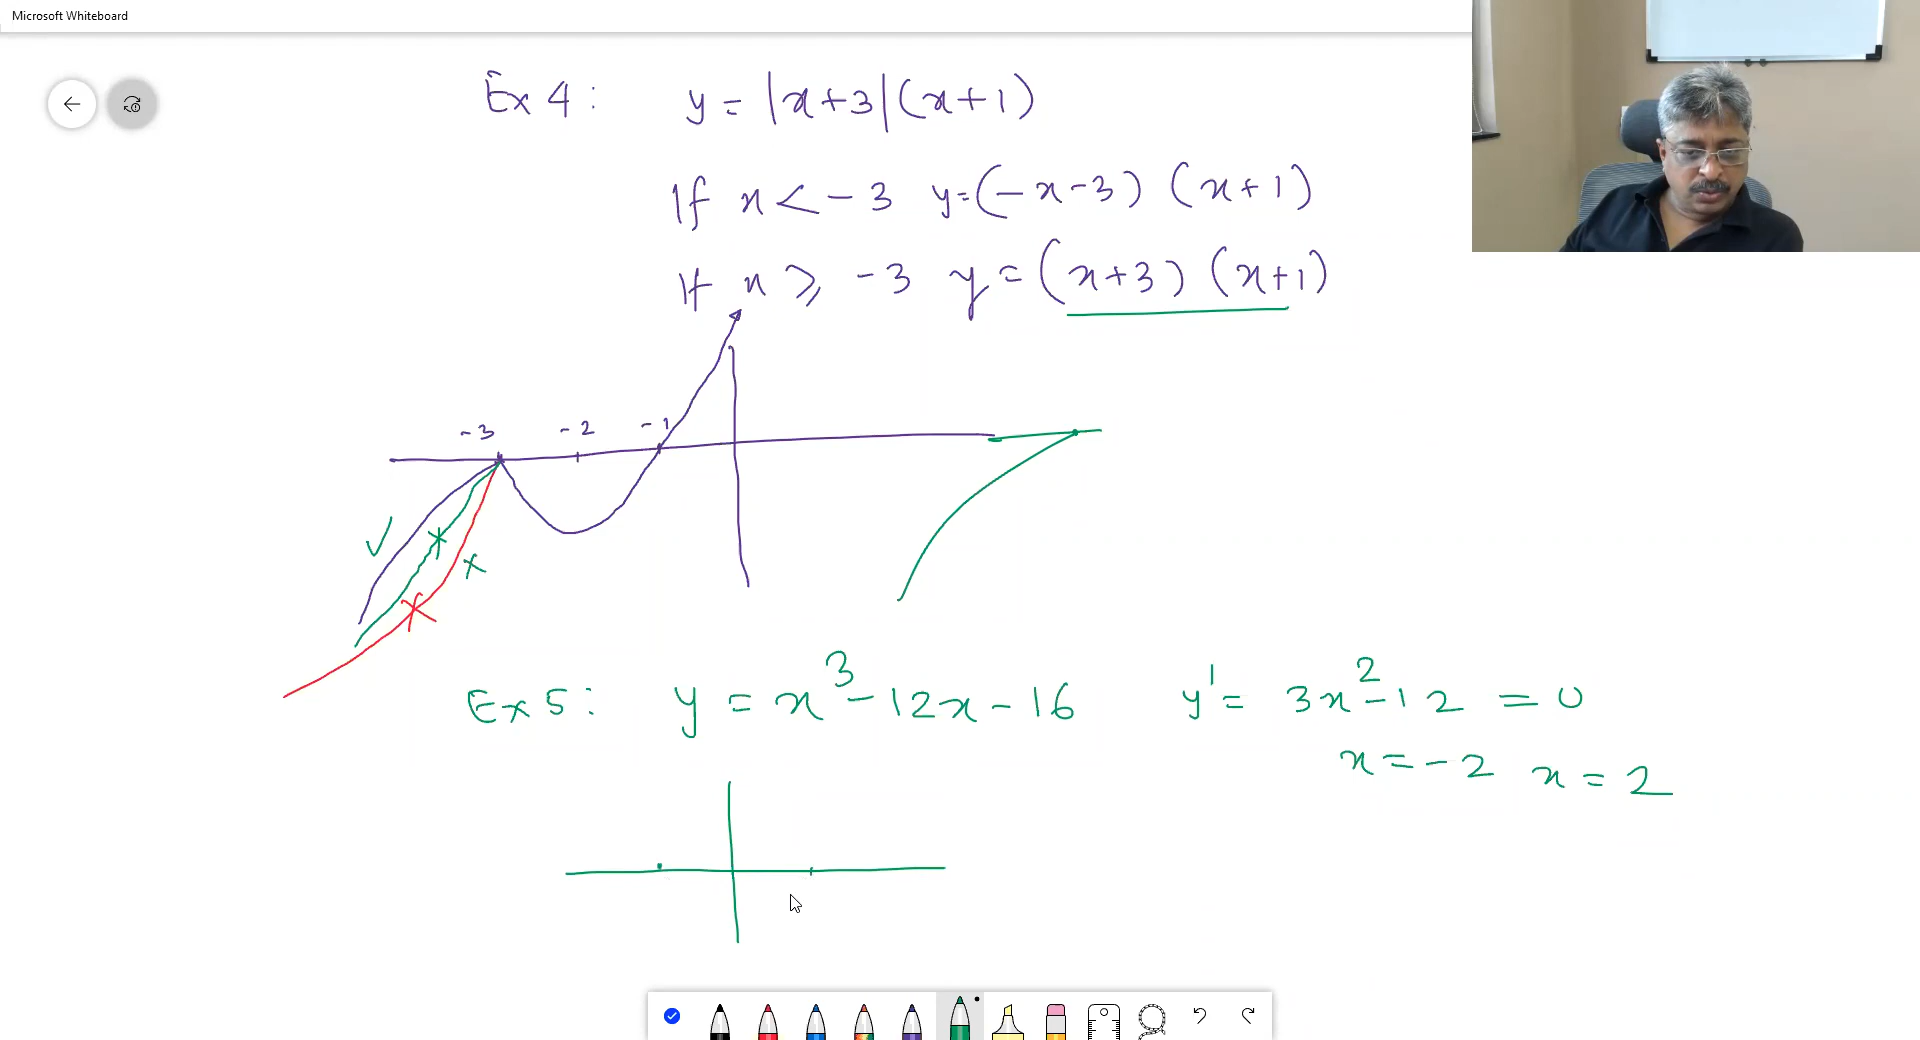 Microsoft Whiteboard
Ex 4 : y = |x+3|(x+1)
If x < -3 y=(-x-3) (x+1)
If x ⩾ -3 y = (x+3) (x+1)
-3 -2 -1
Ex 5 : y = x³-12x-16 y' = 3x²-12 = 0
x = -2 x = 2